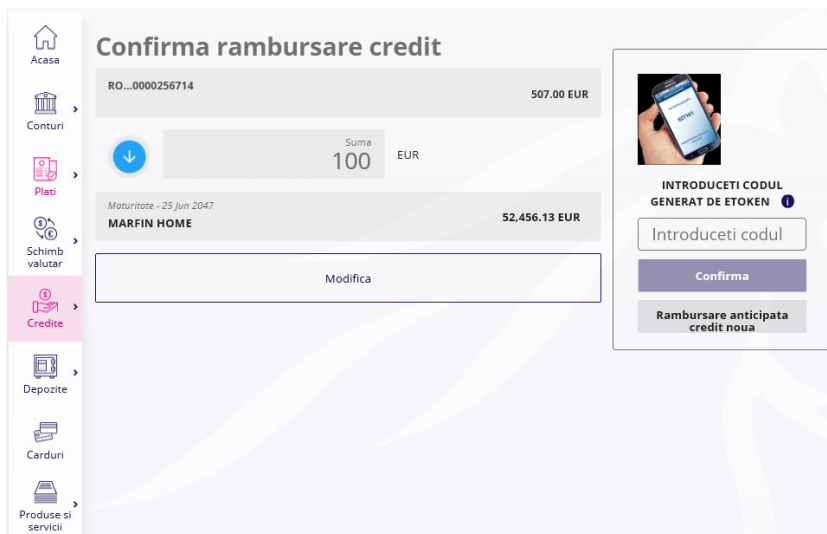 Acasa
Conturi
Plati
Schimb
valutar
Credite
Depozite
Carduri
Produse si
servicii
Confirma rambursare credit
RO...0000256714
507.00 EUR
Suma
100
EUR
Maturitate - 25 Jun 2047
MARFIN HOME
52,456.13 EUR
Modifica
INTRODUCETI CODUL
GENERAT DE ETOKEN
Introduceti codul
Confirma
Rambursare anticipata
credit noua